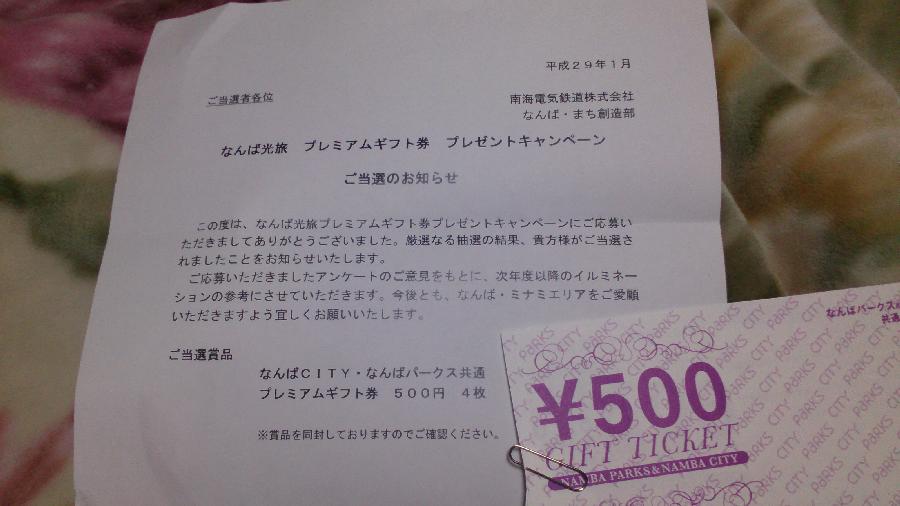 平成２９年１月
ご当選者各位
南海電気鉄道株式会社
なんば・まち創造部
なんば光旅　プレミアムギフト券　プレゼントキャンペーン
ご当選のお知らせ
この度は、なんば光旅プレミアムギフト券プレゼントキャンペーンにご応募い
ただきましてありがとうございました。厳選なる抽選の結果、貴方様がご当選さ
れましたことをお知らせいたします。
ご応募いただきましたアンケートのご意見をもとに、次年度以降のイルミネー
ションの参考にさせていただきます。今後とも、なんば・ミナミエリアをご愛顧
いただきますよう宜しくお願いいたします。
ご当選賞品
なんばＣＩＴＹ・なんばパークス共通
プレミアムギフト券　５００円　４枚
※賞品を同封しておりますのでご確認ください。
なんばパークス
共通
¥500
GIFT TICKET
NAMBA PARKS&NAMBA CITY